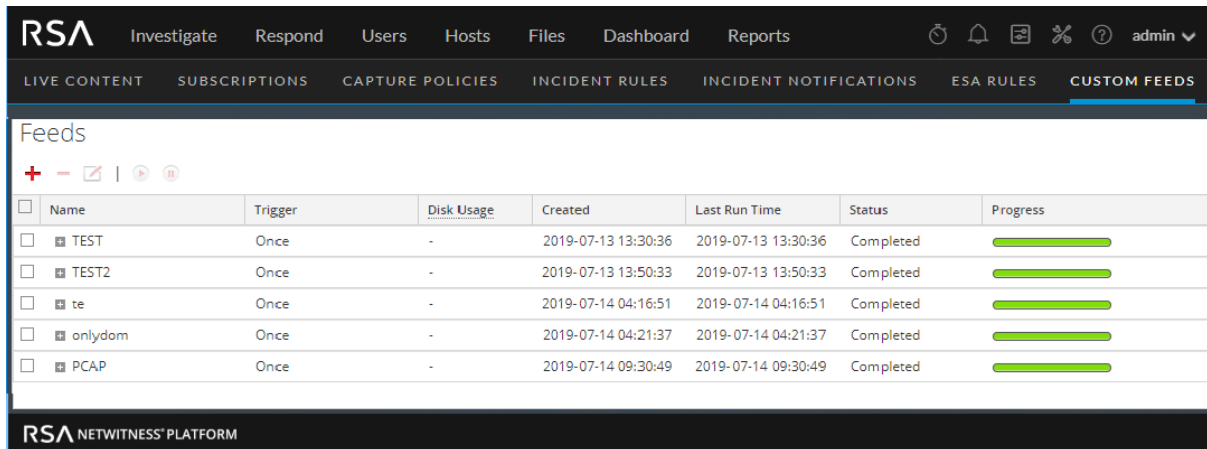 RSA Investigate Respond Users Hosts Files Dashboard Reports admin
LIVE CONTENT SUBSCRIPTIONS CAPTURE POLICIES INCIDENT RULES INCIDENT NOTIFICATIONS ESA RULES CUSTOM FEEDS
Feeds
Name Trigger Disk Usage Created Last Run Time Status Progress
TEST Once - 2019-07-13 13:30:36 2019-07-13 13:30:36 Completed
TEST2 Once - 2019-07-13 13:50:33 2019-07-13 13:50:33 Completed
te Once - 2019-07-14 04:16:51 2019-07-14 04:16:51 Completed
onlydom Once - 2019-07-14 04:21:37 2019-07-14 04:21:37 Completed
PCAP Once - 2019-07-14 09:30:49 2019-07-14 09:30:49 Completed
RSA NETWITNESS® PLATFORM